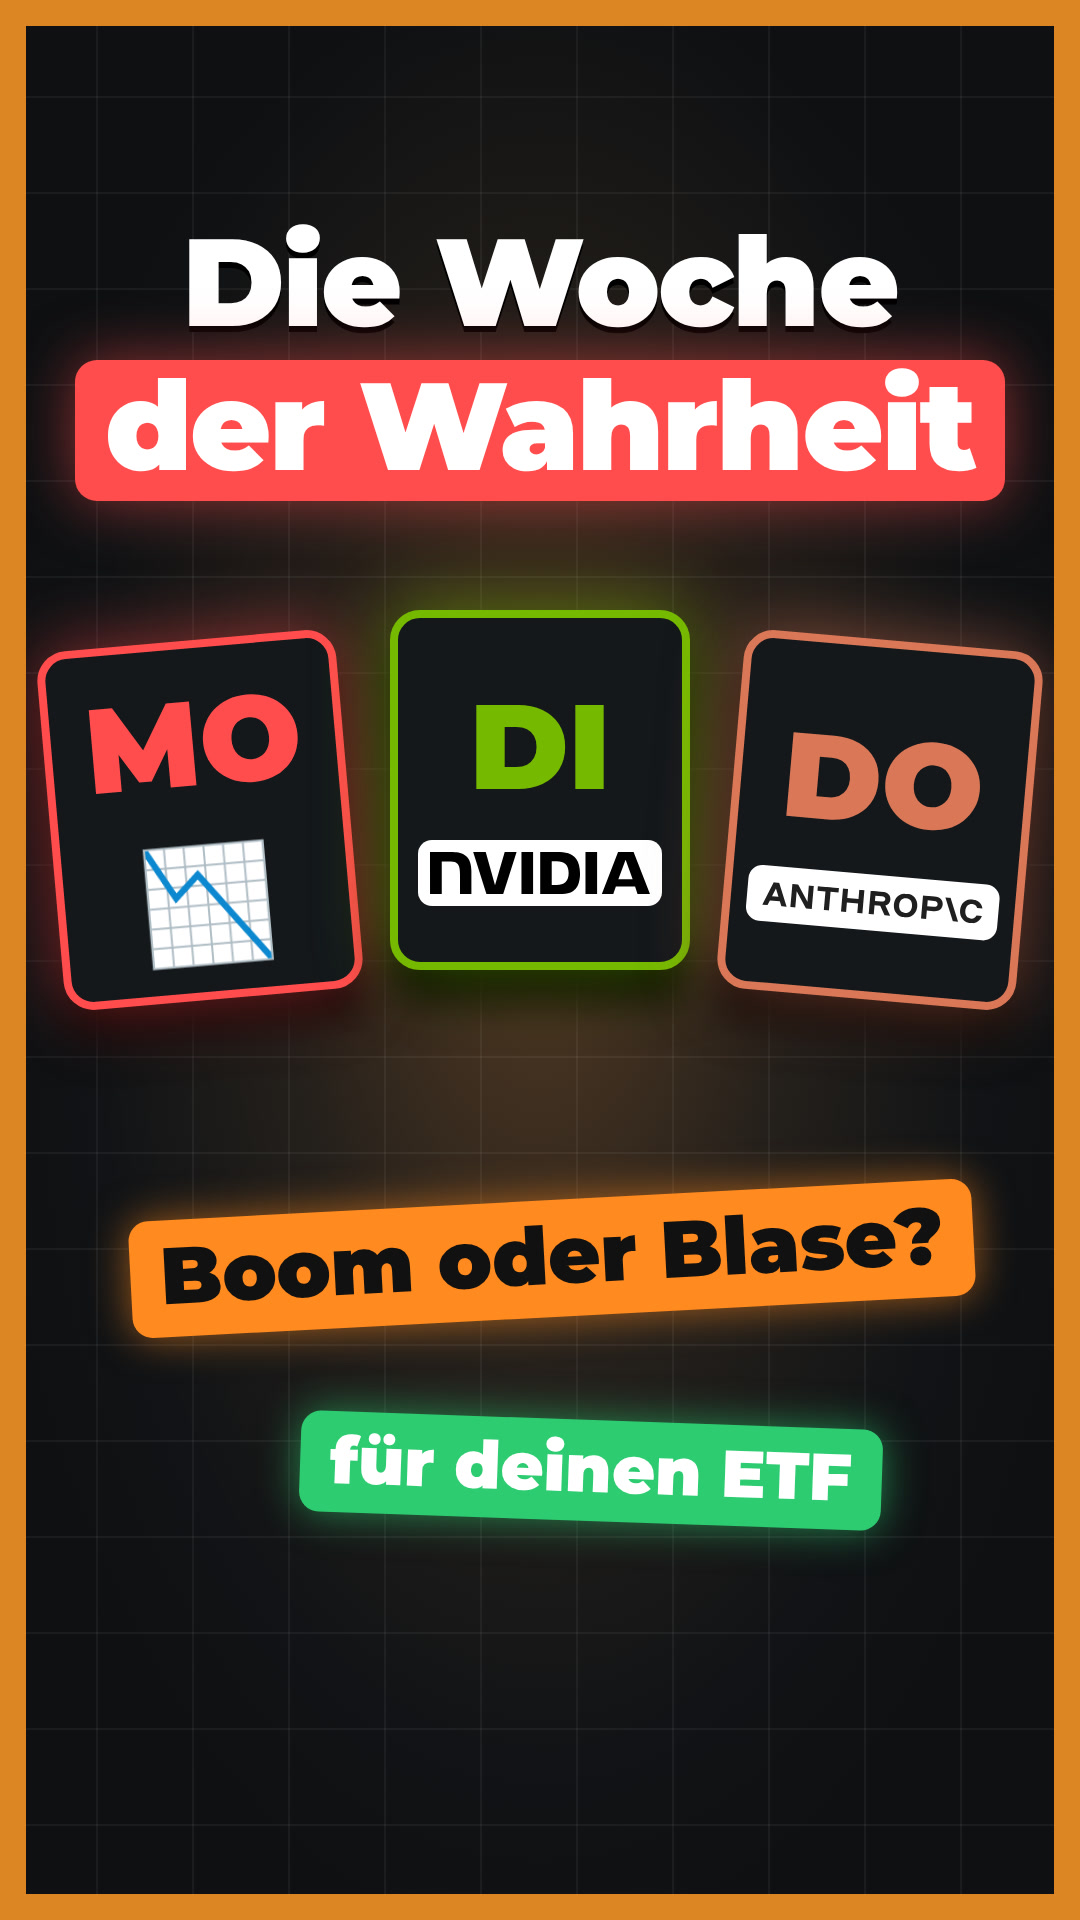 Die Woche
der Wahrheit
MO
DI
DO
NVIDIA
ANTHROP\C
Boom oder Blase?
für deinen ETF